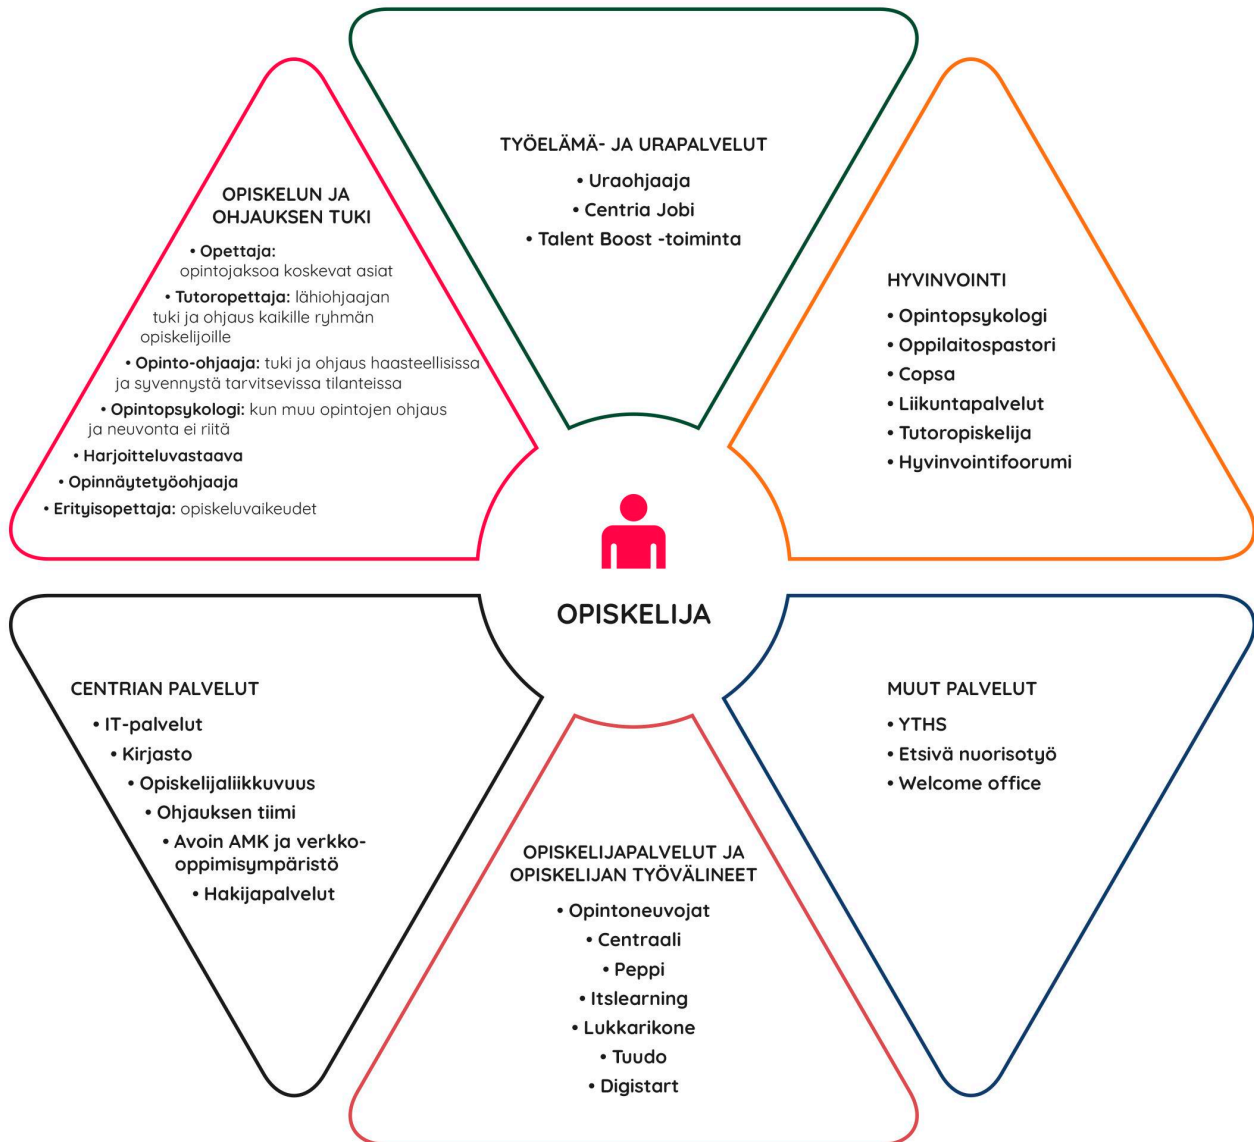 TYÖELÄMÄ- JA URAPALVELUT
• Uraohjaaja
• Centria Jobi
• Talent Boost -toiminta
OPISKELUN JA
OHJAUKSEN TUKI
• Opettaja:
opintojaksoa koskevat asiat
• Tutoropettaja: lähiohjaajan
tuki ja ohjaus kaikille ryhmän
opiskelijoille
• Opinto-ohjaaja: tuki ja ohjaus haasteellisissa
ja syvennystä tarvitsevissa tilanteissa
• Opintopsykologi: kun muu opintojen ohjaus
ja neuvonta ei riitä
• Harjoitteluvastaava
• Opinnäytetyöohjaaja
• Erityisopettaja: opiskeluvaikeudet
HYVINVOINTI
• Opintopsykologi
• Oppilaitospastori
• Copsa
• Liikuntapalvelut
• Tutoropiskelija
• Hyvinvointifoorumi
OPISKELIJA
CENTRIAN PALVELUT
• IT-palvelut
• Kirjasto
• Opiskelijaliikkuvuus
• Ohjauksen tiimi
• Avoin AMK ja verkko-
oppimisympäristö
• Hakijapalvelut
OPISKELIJAPALVELUT JA
OPISKELIJAN TYÖVÄLINEET
• Opintoneuvojat
• Centraali
• Peppi
• Itslearning
• Lukkarikone
• Tuudo
• Digistart
MUUT PALVELUT
• YTHS
• Etsivä nuorisotyö
• Welcome office